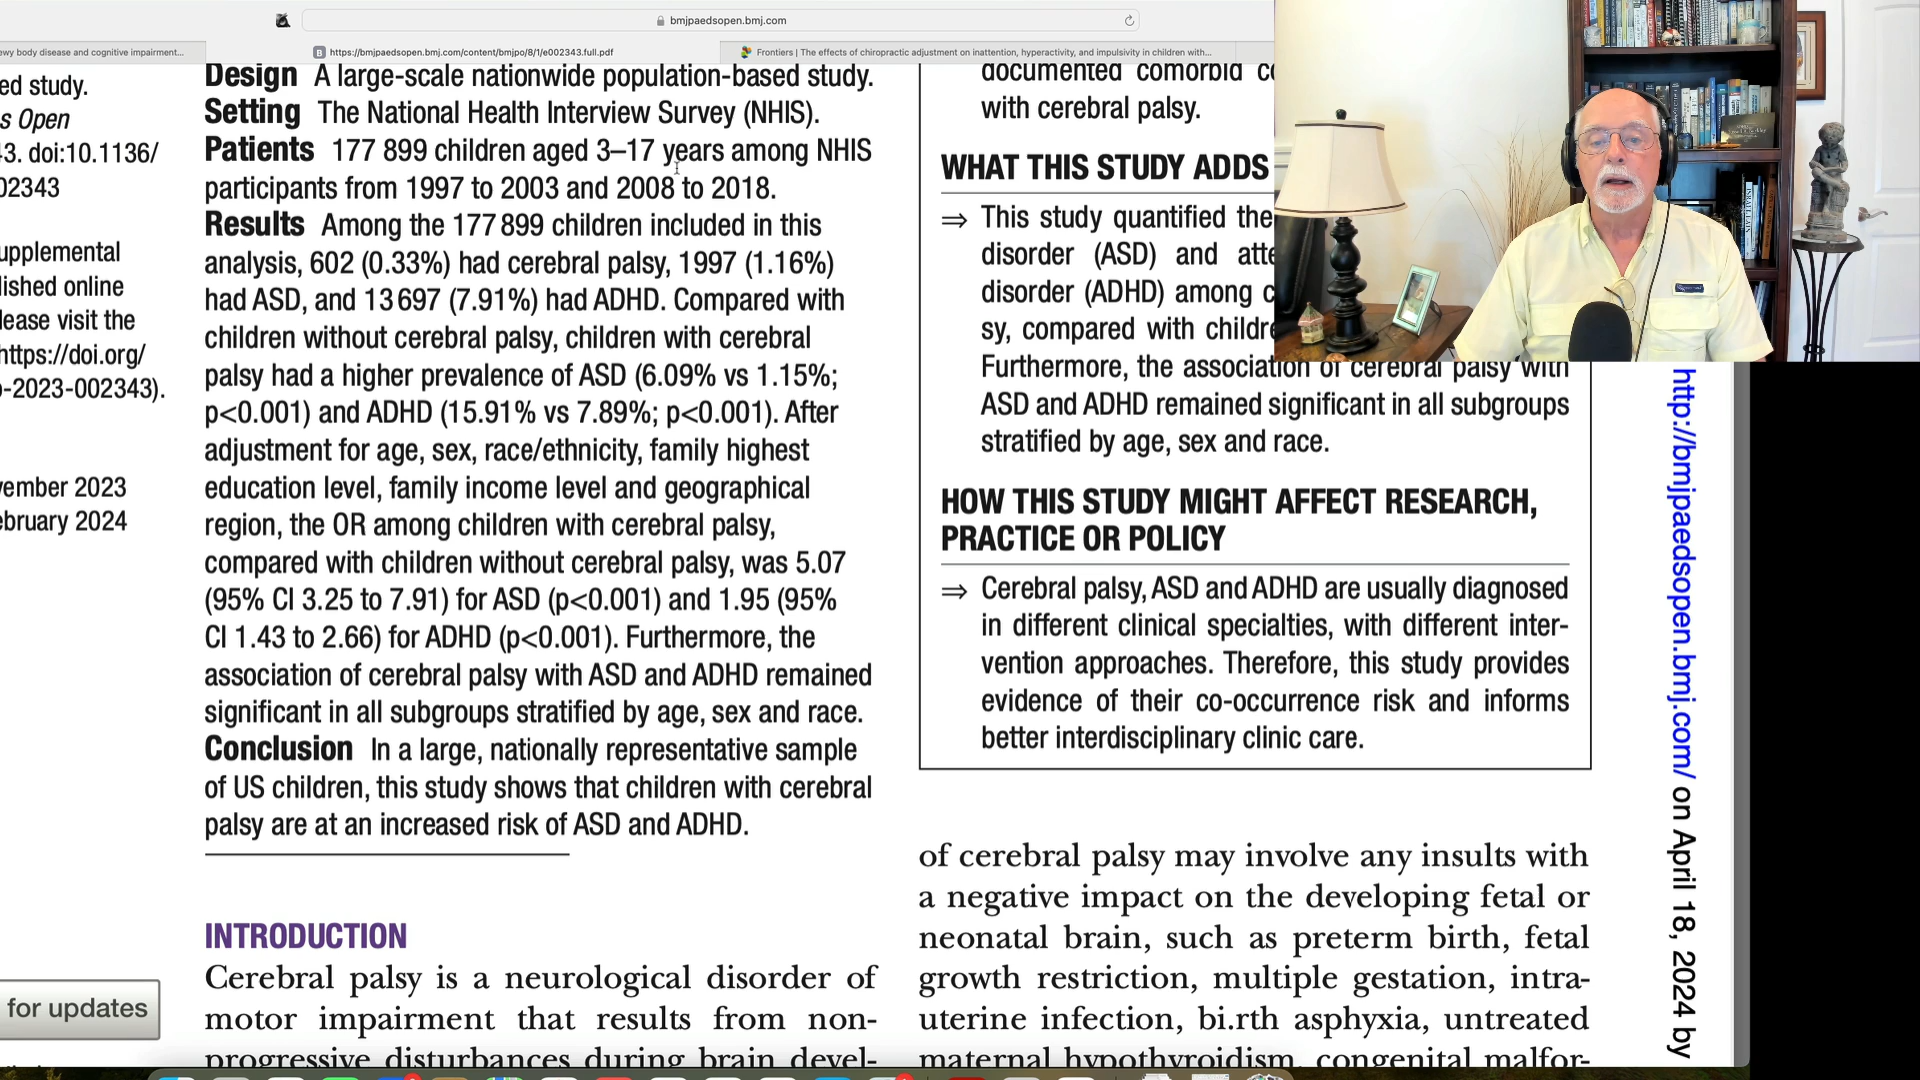 bmjpaedsopen.bmj.com
ewy body disease and cognitive impairment...
https://bmjpaedsopen.bmj.com/content/bmjpo/8/1/e002343.full.pdf
Frontiers | The effects of chiropractic adjustment on inattention, hyperactivity, and impulsivity in children with...
ed study.
s Open
43. doi:10.1136/
02343
upplemental
lished online
lease visit the
https://doi.org/
o-2023-002343).
vember 2023
ebruary 2024
for updates
Design A large-scale nationwide population-based study.
Setting The National Health Interview Survey (NHIS).
Patients 177 899 children aged 3–17 years among NHIS
participants from 1997 to 2003 and 2008 to 2018.
Results Among the 177 899 children included in this
analysis, 602 (0.33%) had cerebral palsy, 1997 (1.16%)
had ASD, and 13 697 (7.91%) had ADHD. Compared with
children without cerebral palsy, children with cerebral
palsy had a higher prevalence of ASD (6.09% vs 1.15%;
p<0.001) and ADHD (15.91% vs 7.89%; p<0.001). After
adjustment for age, sex, race/ethnicity, family highest
education level, family income level and geographical
region, the OR among children with cerebral palsy,
compared with children without cerebral palsy, was 5.07
(95% CI 3.25 to 7.91) for ASD (p<0.001) and 1.95 (95%
CI 1.43 to 2.66) for ADHD (p<0.001). Furthermore, the
association of cerebral palsy with ASD and ADHD remained
significant in all subgroups stratified by age, sex and race.
Conclusion In a large, nationally representative sample
of US children, this study shows that children with cerebral
palsy are at an increased risk of ASD and ADHD.
INTRODUCTION
Cerebral palsy is a neurological disorder of
motor impairment that results from non-
progressive disturbances during brain devel-
documented comorbid co
with cerebral palsy.
WHAT THIS STUDY ADDS
⇒ This study quantified the
disorder (ASD) and atte
disorder (ADHD) among c
sy, compared with childre
Furthermore, the association of cerebral palsy with
ASD and ADHD remained significant in all subgroups
stratified by age, sex and race.
HOW THIS STUDY MIGHT AFFECT RESEARCH,
PRACTICE OR POLICY
⇒ Cerebral palsy, ASD and ADHD are usually diagnosed
in different clinical specialties, with different inter-
vention approaches. Therefore, this study provides
evidence of their co-occurrence risk and informs
better interdisciplinary clinic care.
of cerebral palsy may involve any insults with
a negative impact on the developing fetal or
neonatal brain, such as preterm birth, fetal
growth restriction, multiple gestation, intra-
uterine infection, bi.rth asphyxia, untreated
maternal hypothyroidism, congenital malfor-
http://bmjpaedsopen.bmj.com/ on April 18, 2024 by